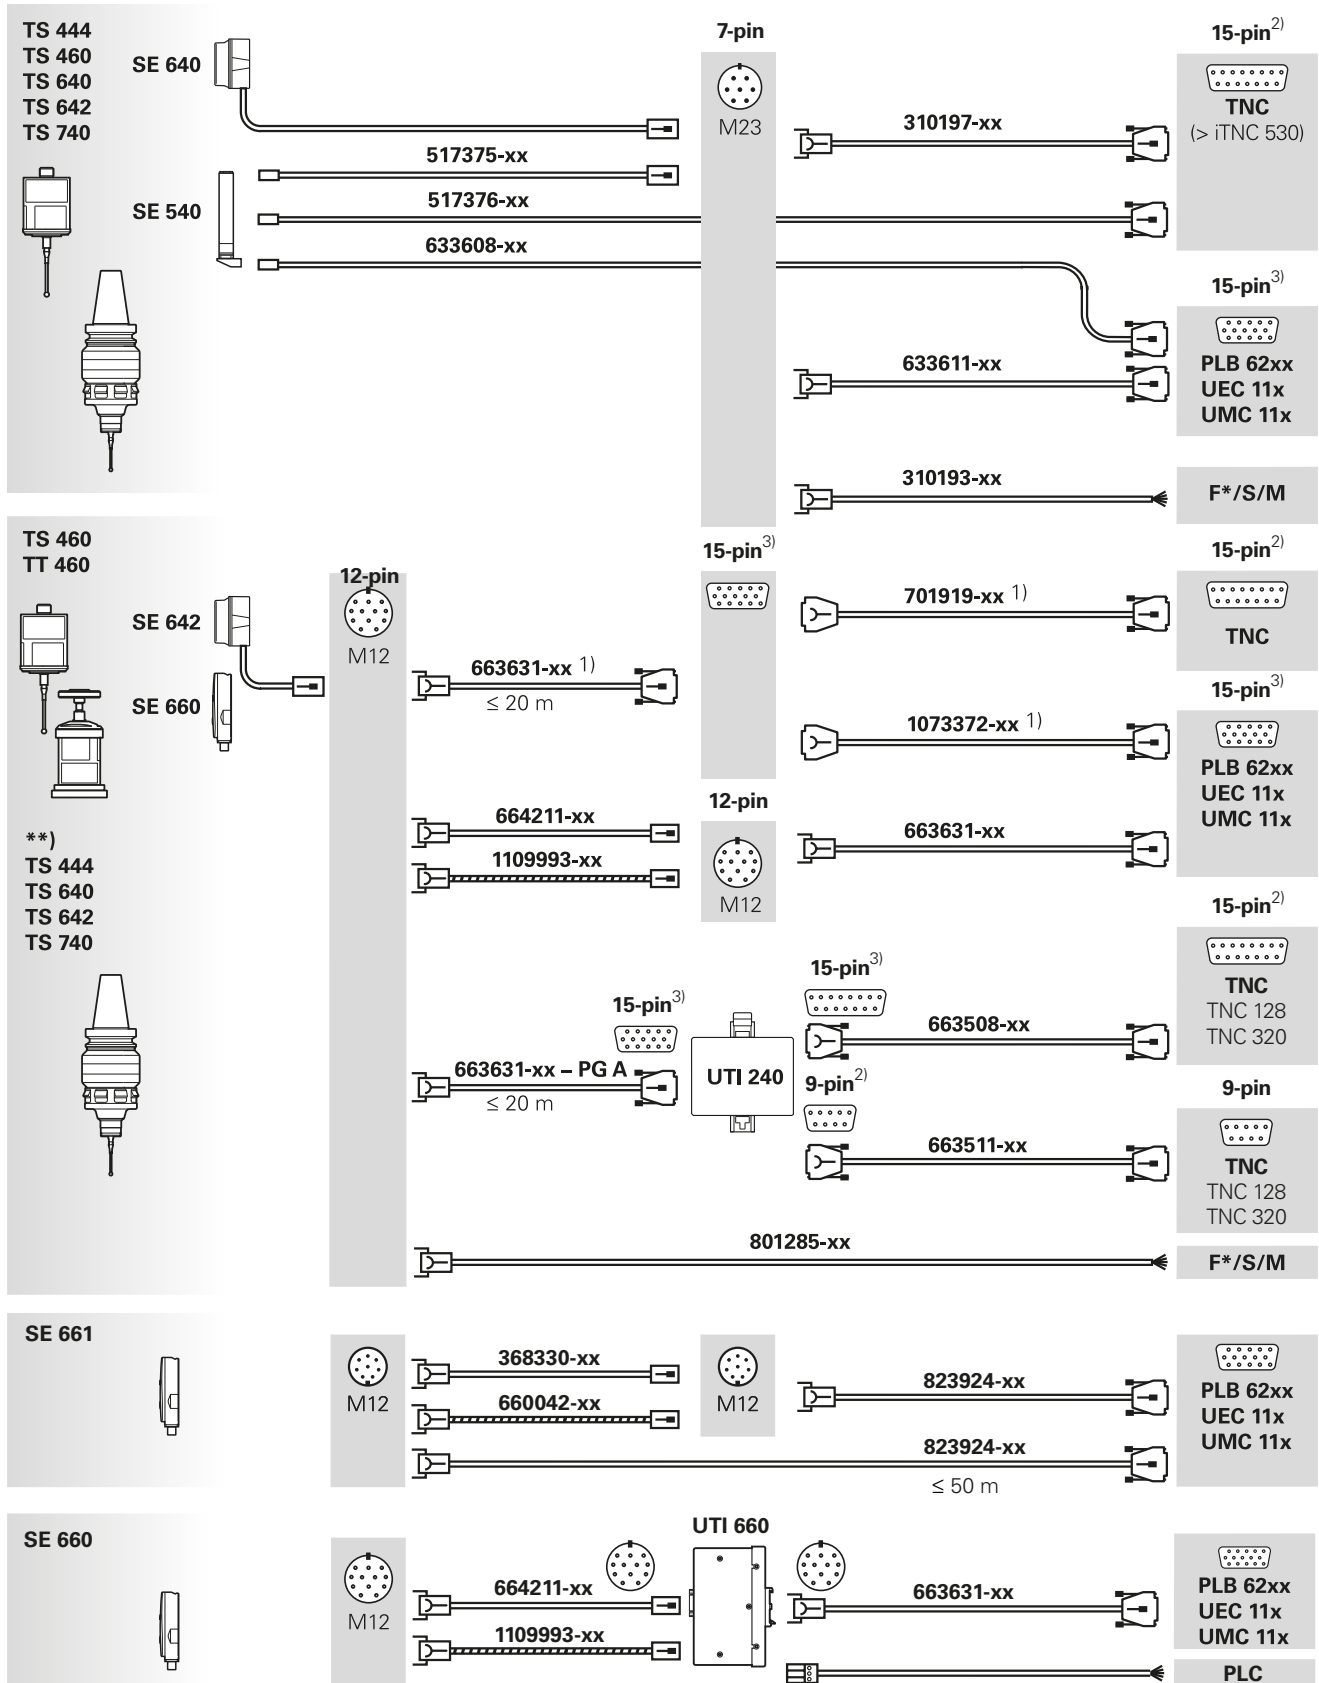 TS 444
TS 460
TS 640
TS 642
TS 740
SE 640
7-pin
M23
15-pin2)
TNC
(> iTNC 530)
310197-xx
517375-xx
SE 540
517376-xx
633608-xx
15-pin3)
PLB 62xx
UEC 11x
UMC 11x
633611-xx
310193-xx
F*/S/M
TS 460
TT 460
SE 642
SE 660
12-pin
M12
663631-xx 1)
≤ 20 m
15-pin3)
701919-xx 1)
15-pin2)
TNC
1073372-xx 1)
15-pin3)
PLB 62xx
UEC 11x
UMC 11x
664211-xx
1109993-xx
12-pin
M12
663631-xx
**)
TS 444
TS 640
TS 642
TS 740
15-pin3)
663631-xx – PG A
≤ 20 m
UTI 240
15-pin3)
663508-xx
15-pin2)
TNC
TNC 128
TNC 320
9-pin2)
663511-xx
9-pin
TNC
TNC 128
TNC 320
801285-xx
F*/S/M
SE 661
M12
368330-xx
660042-xx
M12
823924-xx
823924-xx
≤ 50 m
PLB 62xx
UEC 11x
UMC 11x
SE 660
M12
664211-xx
1109993-xx
UTI 660
663631-xx
PLB 62xx
UEC 11x
UMC 11x
PLC